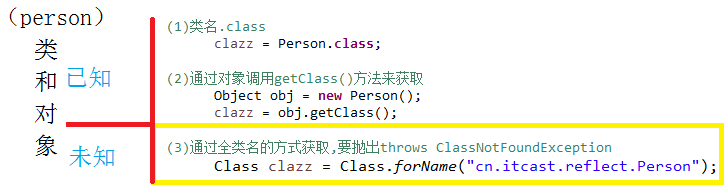 （person）
类
和
对
象
已知
未知
(1)类名.class
clazz = Person.class;
(2)通过对象调用getClass()方法来获取
Object obj = new Person();
clazz = obj.getClass();
(3)通过全类名的方式获取,要抛出throws ClassNotFoundException
Class clazz = Class.forName("cn.itcast.reflect.Person");